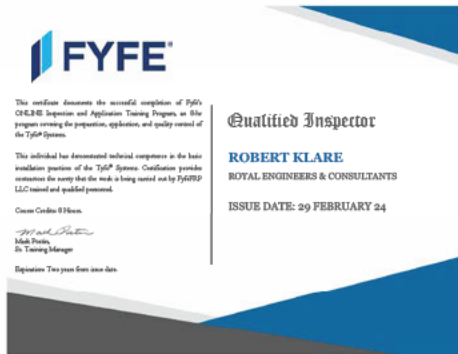 FYFE®
This certificate documents the successful completion of Fyfe's
ONLINE Inspection and Application Training Program, an 8-hr
program covering the preparation, application, and quality control of
the Tyfo® Systems.
This individual has demonstrated technical competence in the basic
installation practices of the Tyfo® Systems. Certification provides
contractors the surety that the work is being carried out by FyfeFRP
LLC trained and qualified personnel.
Course Credits: 8 Hours.
Mark Portin,
Sr. Training Manager
Expiration: Two years from issue date.
Qualified Inspector
ROBERT KLARE
ROYAL ENGINEERS & CONSULTANTS
ISSUE DATE: 29 FEBRUARY 24